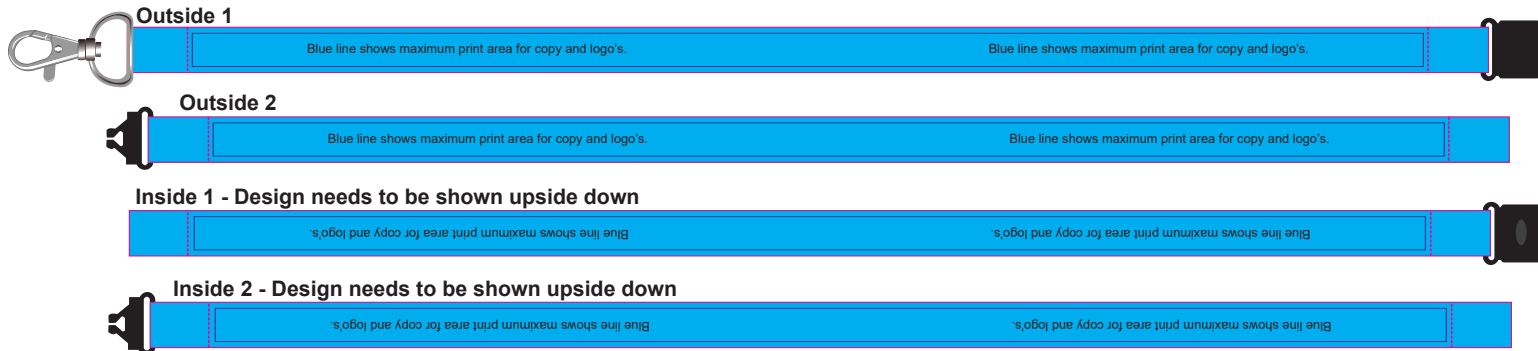 Outside 1
Blue line shows maximum print area for copy and logo's. Blue line shows maximum print area for copy and logo's.
Outside 2
Blue line shows maximum print area for copy and logo's. Blue line shows maximum print area for copy and logo's.
Inside 1 - Design needs to be shown upside down
Blue line shows maximum print area for copy and logo's. Blue line shows maximum print area for copy and logo's.
Inside 2 - Design needs to be shown upside down
Blue line shows maximum print area for copy and logo's. Blue line shows maximum print area for copy and logo's.